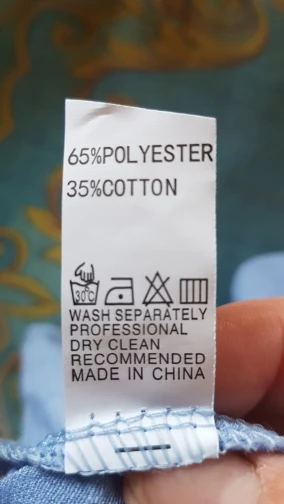 65%POLYESTER
35%COTTON
30°C
WASH SEPARATELY
PROFESSIONAL
DRY CLEAN
RECOMMENDED
MADE IN CHINA